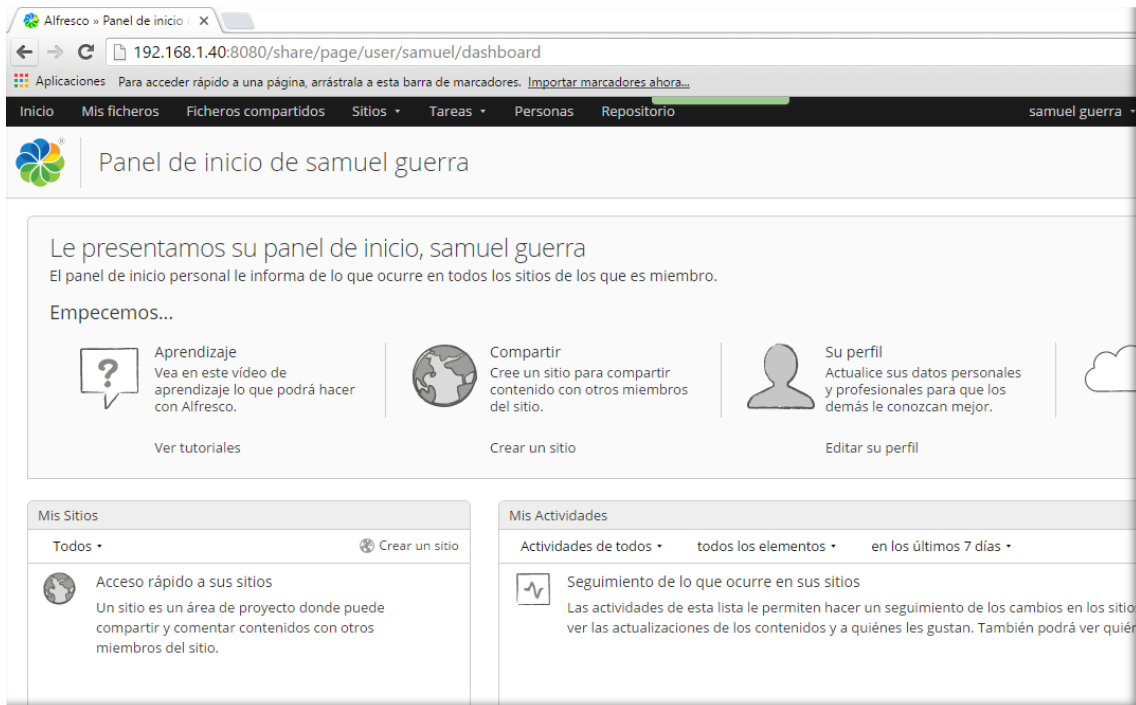 Alfresco » Panel de inicio
192.168.1.40:8080/share/page/user/samuel/dashboard
Aplicaciones Para acceder rápido a una página, arrástrala a esta barra de marcadores. Importar marcadores ahora...
Inicio Mis ficheros Ficheros compartidos Sitios Tareas Personas Repositorio samuel guerra
Panel de inicio de samuel guerra
Le presentamos su panel de inicio, samuel guerra
El panel de inicio personal le informa de lo que ocurre en todos los sitios de los que es miembro.
Empecemos...
Aprendizaje
Vea en este vídeo de
aprendizaje lo que podrá hacer
con Alfresco.
Ver tutoriales
Compartir
Cree un sitio para compartir
contenido con otros miembros
del sitio.
Crear un sitio
Su perfil
Actualice sus datos personales
y profesionales para que los
demás le conozcan mejor.
Editar su perfil
Mis Sitios
Todos Crear un sitio
Acceso rápido a sus sitios
Un sitio es un área de proyecto donde puede
compartir y comentar contenidos con otros
miembros del sitio.
Mis Actividades
Actividades de todos todos los elementos en los últimos 7 días
Seguimiento de lo que ocurre en sus sitios
Las actividades de esta lista le permiten hacer un seguimiento de los cambios en los sitio
ver las actualizaciones de los contenidos y a quiénes les gustan. También podrá ver quién